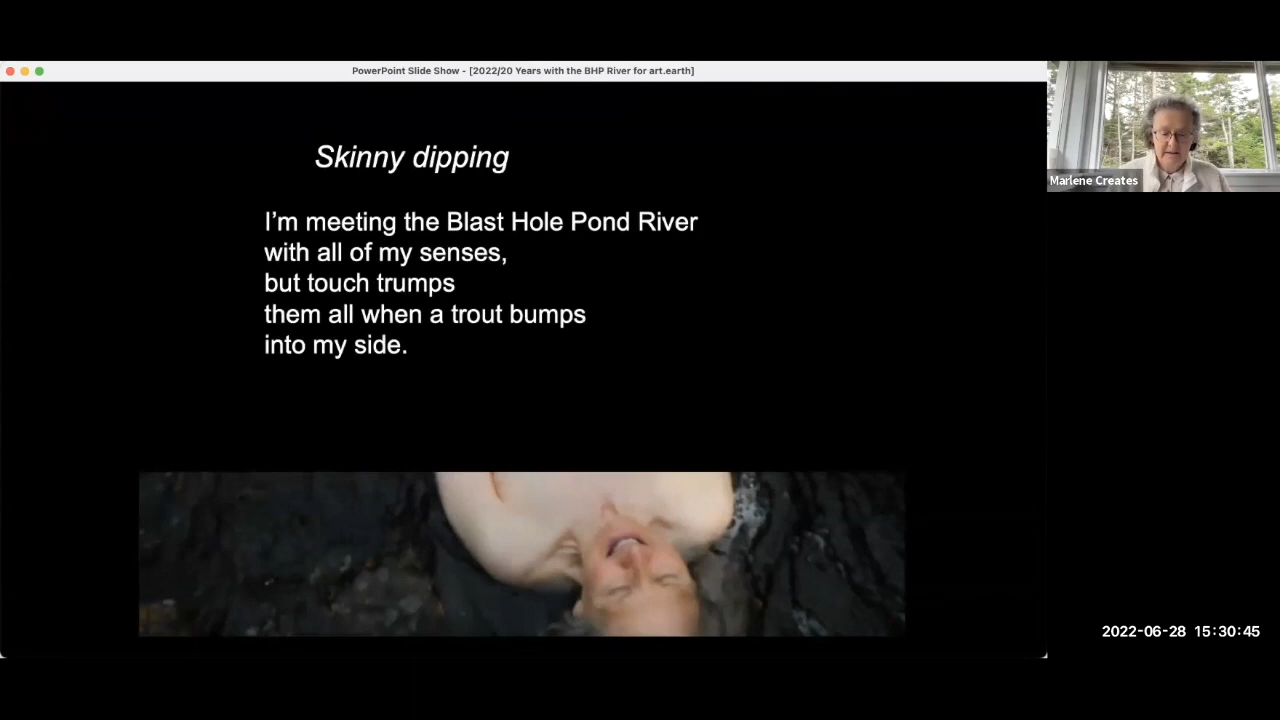 PowerPoint Slide Show - [2022/20 Years with the BHP River for art.earth]
Skinny dipping
I’m meeting the Blast Hole Pond River
with all of my senses,
but touch trumps
them all when a trout bumps
into my side.
Marlene Creates
2022-06-28 15:30:45